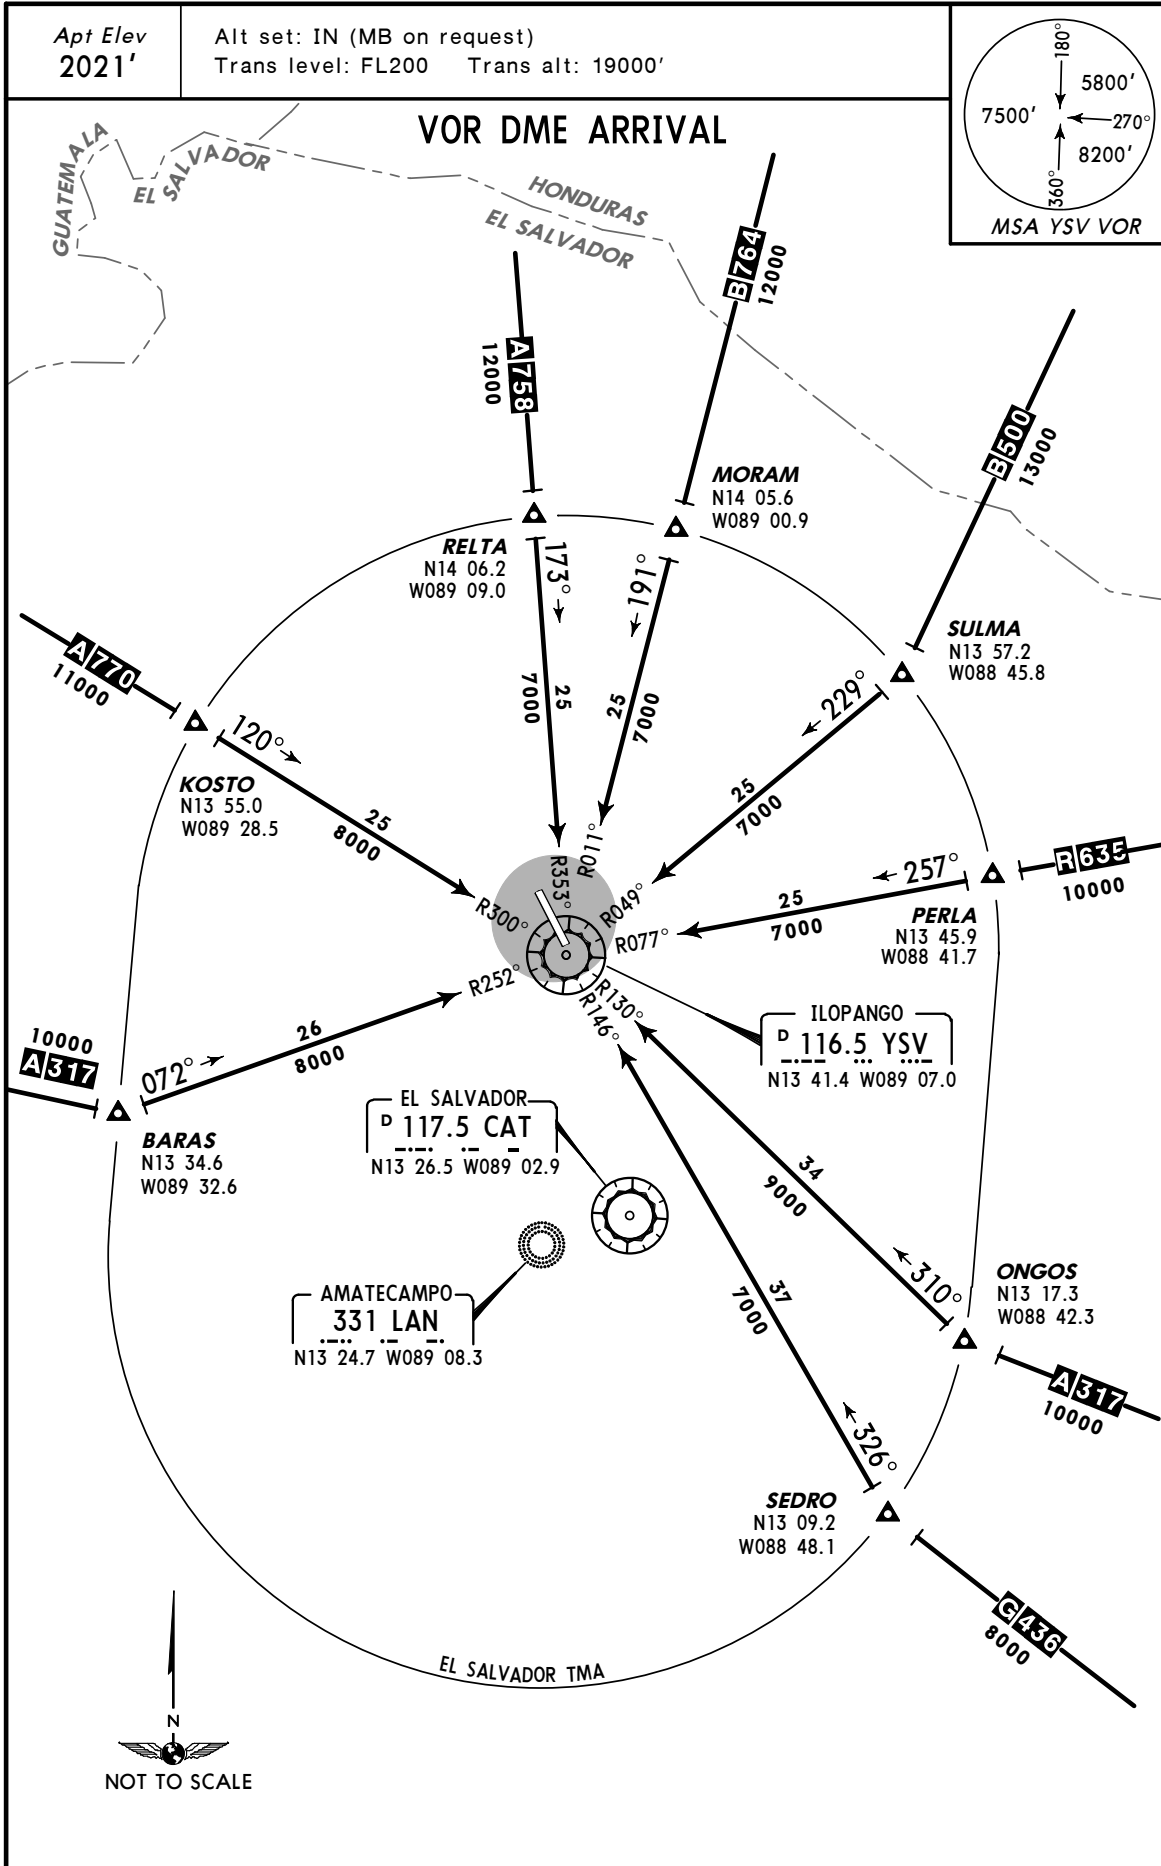 Apt Elev
2021'
Alt set: IN (MB on request)
Trans level: FL200 Trans alt: 19000'
180°
5800'
7500'
270°
8200'
360°
MSA YSV VOR
VOR DME ARRIVAL
GUATEMALA
EL SALVADOR
HONDURAS
EL SALVADOR
B 764
12000
A 758
12000
B 500
13000
MORAM
N14 05.6
W089 00.9
RELTA
N14 06.2
W089 09.0
173°
191°
SULMA
N13 57.2
W088 45.8
A 770
11000
229°
120°
25
7000
25
7000
KOSTO
N13 55.0
W089 28.5
25
8000
25
7000
R011°
R353°
257°
R 635
10000
R300°
R049°
25
7000
PERLA
N13 45.9
W088 41.7
R077°
R252°
R130°
R146°
ILOPANGO
D 116.5 YSV
N13 41.4 W089 07.0
10000
A 317
072°
26
8000
BARAS
N13 34.6
W089 32.6
EL SALVADOR
D 117.5 CAT
N13 26.5 W089 02.9
34
9000
AMATECAMPO
331 LAN
N13 24.7 W089 08.3
37
7000
310°
ONGOS
N13 17.3
W088 42.3
A 317
10000
326°
SEDRO
N13 09.2
W088 48.1
G 436
8000
EL SALVADOR TMA
N
NOT TO SCALE